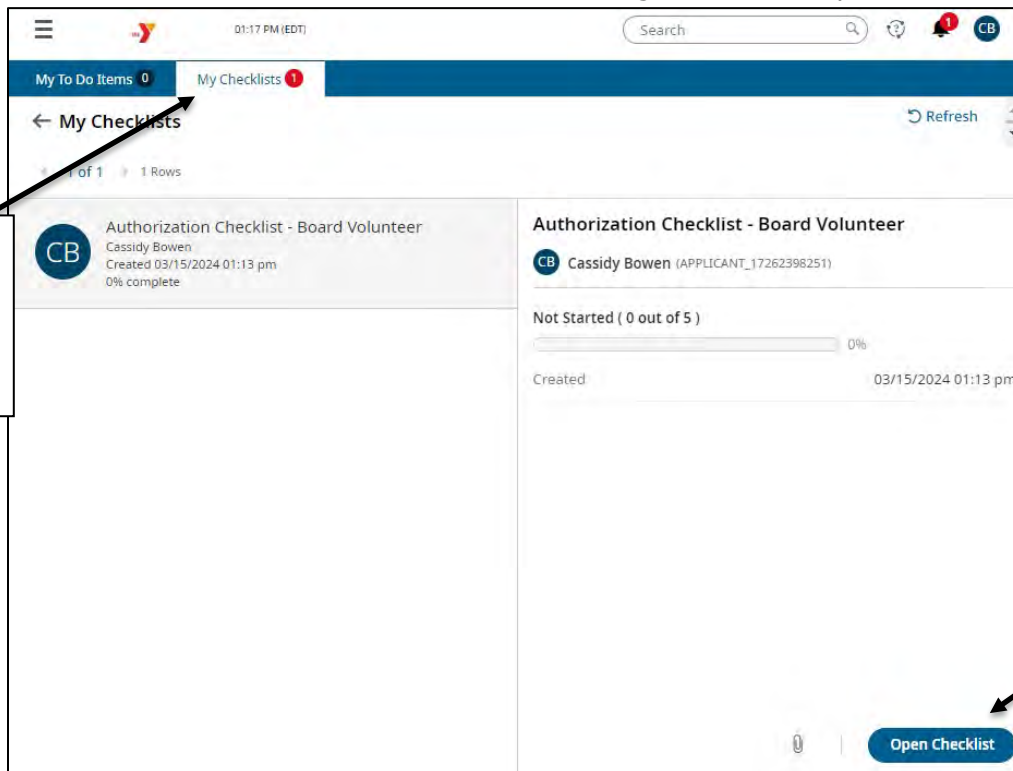 01:17 PM (EDT)
Search
1
CB
My To Do Items 0
My Checklists 1
← My Checklists
Refresh
1 of 1
1 Rows
CB
Authorization Checklist - Board Volunteer
Cassidy Bowen
Created 03/15/2024 01:13 pm
0% complete
Authorization Checklist - Board Volunteer
CB Cassidy Bowen (APPLICANT_17262398251)
Not Started ( 0 out of 5 )
0%
Created 03/15/2024 01:13 pm
Open Checklist